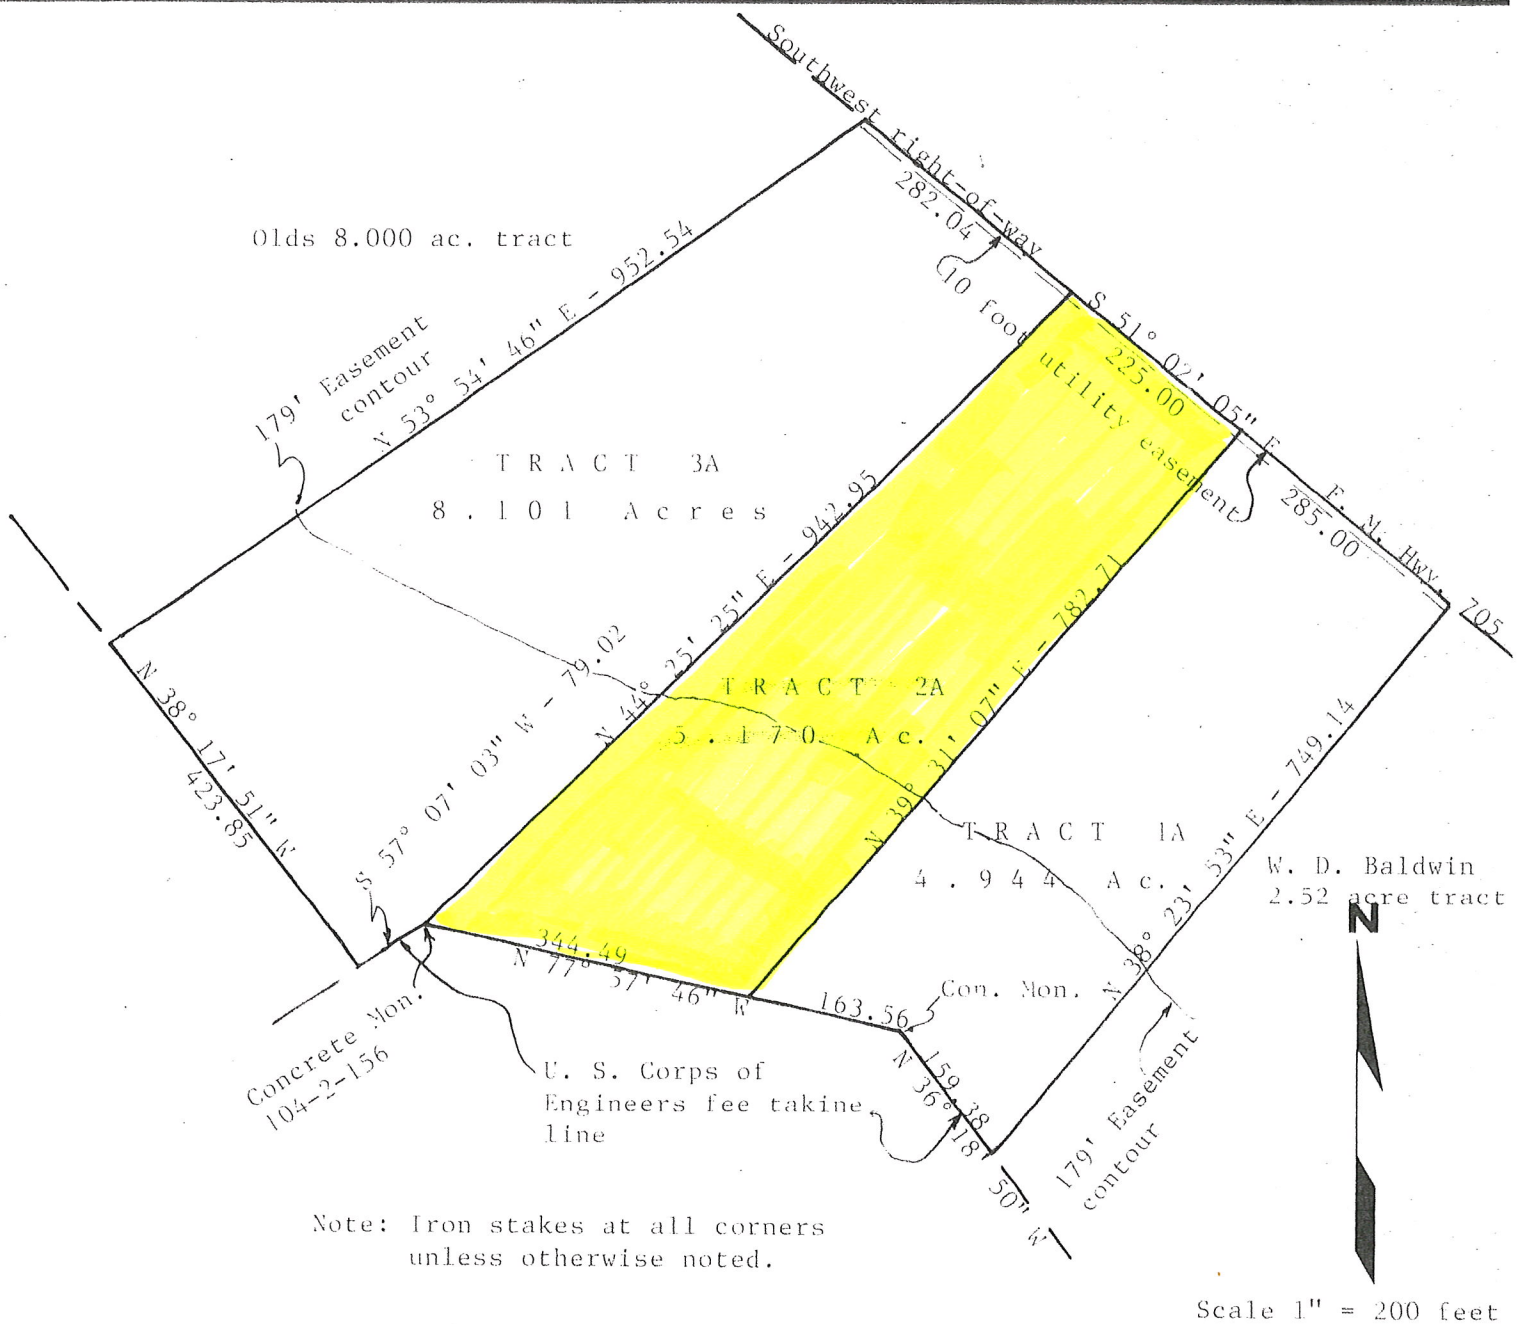 Southwest right-of-way
282.04
(10 foot utility easement
S 51° 02' 05" E
225.00
F. M. Hwy. 705
285.00
Olds 8.000 ac. tract
N 53° 54' 46" E - 952.54
179' Easement
contour
TRACT 3A
8.101 Acres
N 44° 25' 25" E - 942.95
N 39° 31' 07" E - 782.71
TRACT 2A
5.170 Ac.
N 38° 17' 51" W
423.85
S 57° 07' 03" W - 79.02
TRACT 1A
4.944 Ac.
N 38° 23' 53" E - 749.14
W. D. Baldwin
2.52 acre tract
N
344.49
N 77° 57' 46" W
163.56
Con. Mon.
Concrete Mon.
104-2-156
U. S. Corps of
Engineers fee takine
line
159.38
N 36° 18' 50" W
179' Easement
contour
Note: Iron stakes at all corners
unless otherwise noted.
Scale 1" = 200 feet